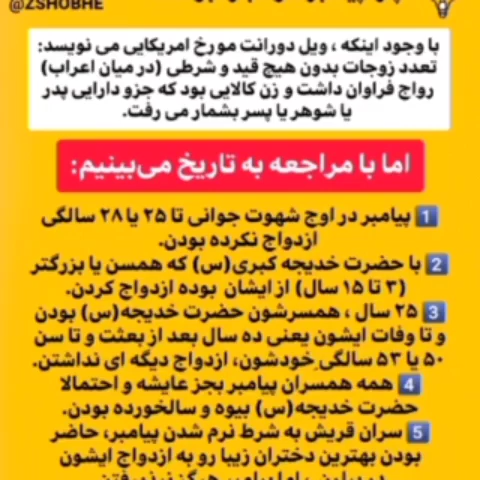 @ZSHOBHE
با وجود اینکه ، ویل دورانت مورخ امریکایی می نویسد:
تعدد زوجات بدون هیچ قید و شرطی (در میان اعراب)
رواج فراوان داشت و زن کالایی بود که جزو دارایی پدر
یا شوهر یا پسر بشمار می رفت.
اما با مراجعه به تاریخ می‌بینیم:
1 پیامبر در اوج شهوت جوانی تا ۲۵ یا ۲۸ سالگی
ازدواج نکرده بودن.
2 با حضرت خدیجه کبری(س) که همسن یا بزرگتر
(۳ تا ۱۵ سال) از ایشان بوده ازدواج کردن.
3 ۲۵ سال ، همسرشون حضرت خدیجه(س) بودن
و تا وفات ایشون یعنی ده سال بعد از بعثت و تا سن
۵۰ یا ۵۳ سالگی خودشون، ازدواج دیگه ای نداشتن.
4 همه همسران پیامبر بجز عایشه و احتمالا
حضرت خدیجه(س) بیوه و سالخورده بودن.
5 سران قریش به شرط نرم شدن پیامبر، حاضر
بودن بهترین دختران زیبا رو به ازدواج ایشون